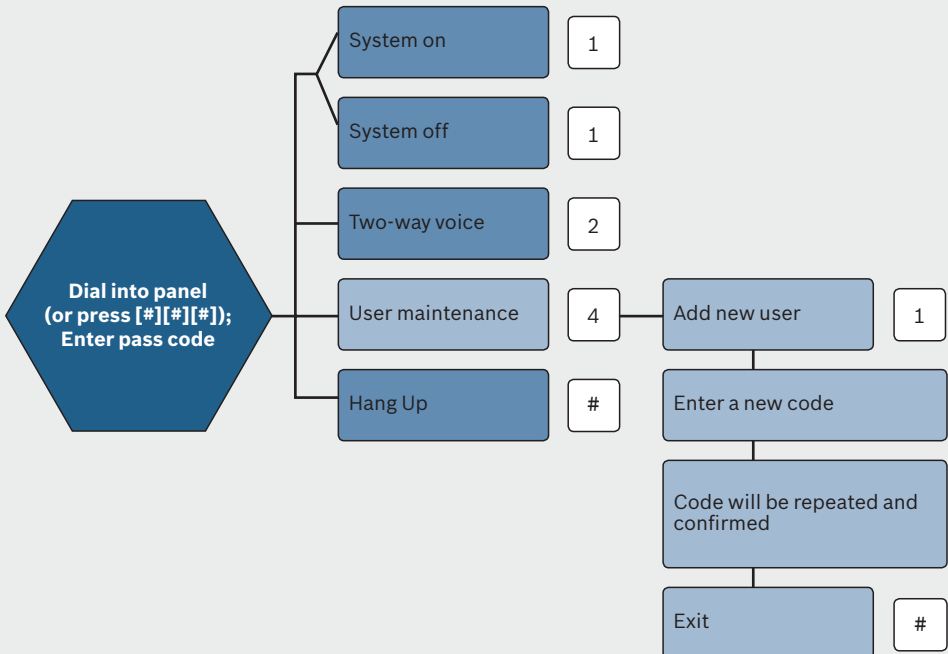 Dial into panel
(or press [#][#][#]);
Enter pass code
System on
1
System off
1
Two-way voice
2
User maintenance
4
Hang Up
#
Add new user
1
Enter a new code
Code will be repeated and
confirmed
Exit
#